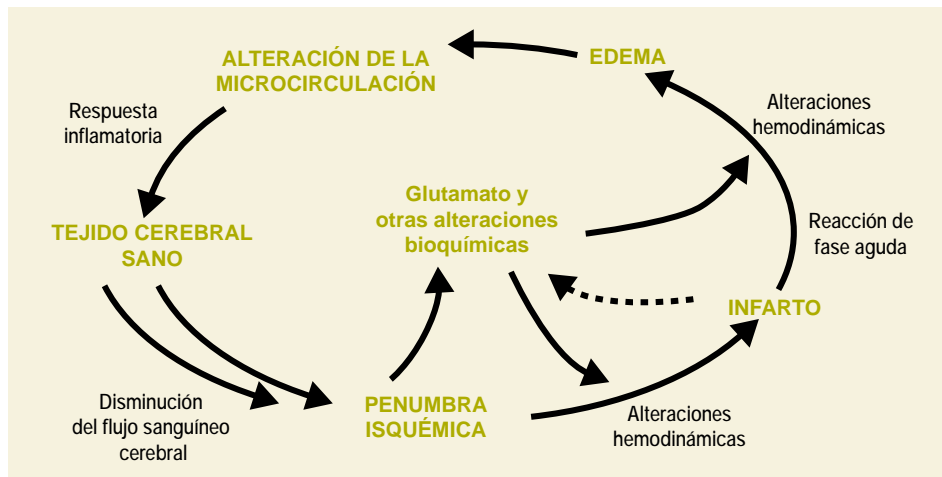 ALTERACIÓN DE LA
MICROCIRCULACIÓN
EDEMA
Respuesta
inflamatoria
Alteraciones
hemodinámicas
Glutamato y
otras alteraciones
bioquímicas
TEJIDO CEREBRAL
SANO
Reacción de
fase aguda
INFARTO
Disminución
del flujo sanguíneo
cerebral
PENUMBRA
ISQUÉMICA
Alteraciones
hemodinámicas